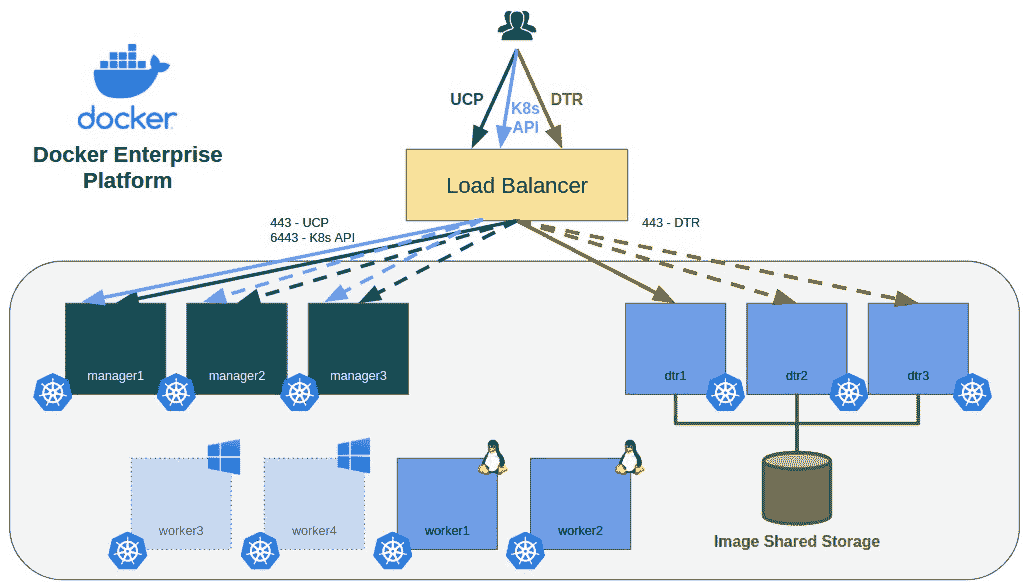 UCP
DTR
K8s
API
docker
Docker Enterprise
Platform
Load Balancer
443 - UCP
6443 - K8s API
443 - DTR
manager1
manager2
manager3
dtr1
dtr2
dtr3
worker3
worker4
worker1
worker2
Image Shared Storage